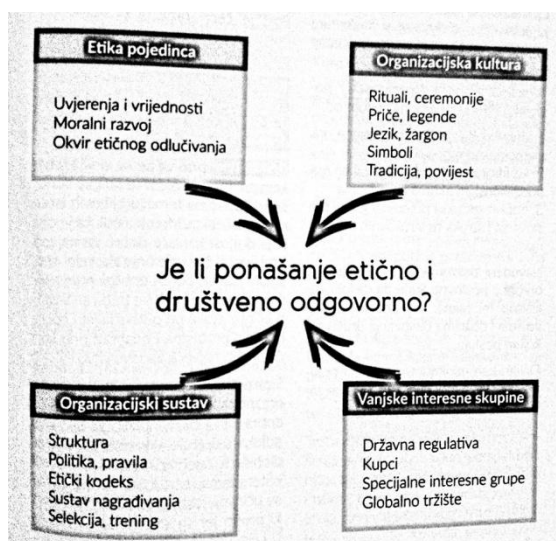 Etika pojedinca
Uvjerenja i vrijednosti
Moralni razvoj
Okvir etičnog odlučivanja
Organizacijska kultura
Rituali, ceremonije
Priče, legende
Jezik, žargon
Simboli
Tradicija, povijest
Je li ponašanje etično i
društveno odgovorno?
Organizacijski sustav
Struktura
Politika, pravila
Etički kodeks
Sustav nagrađivanja
Selekcija, trening
Vanjske interesne skupine
Državna regulativa
Kupci
Specijalne interesne grupe
Globalno tržište